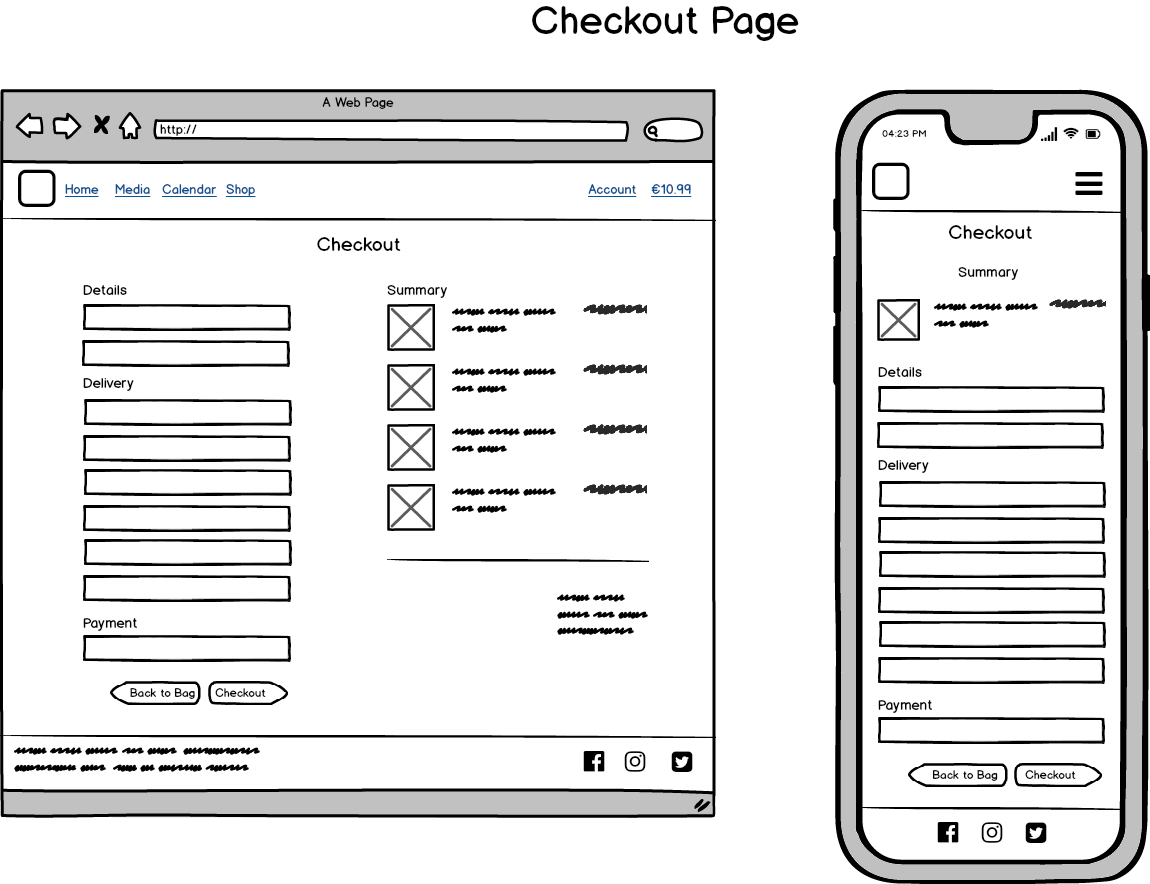 Checkout Page
A Web Page
http://
Home Media Calendar Shop Account €10.99
Checkout
Details
Summary
Delivery
Payment
Back to Bag Checkout
04:23 PM
Checkout
Summary
Details
Delivery
Payment
Back to Bag Checkout